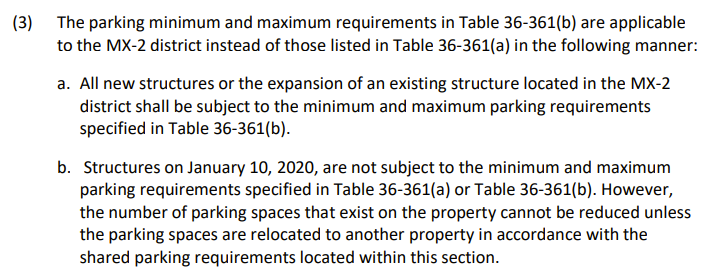 (3) The parking minimum and maximum requirements in Table 36-361(b) are applicable
to the MX-2 district instead of those listed in Table 36-361(a) in the following manner:
a. All new structures or the expansion of an existing structure located in the MX-2
district shall be subject to the minimum and maximum parking requirements
specified in Table 36-361(b).
b. Structures on January 10, 2020, are not subject to the minimum and maximum
parking requirements specified in Table 36-361(a) or Table 36-361(b). However,
the number of parking spaces that exist on the property cannot be reduced unless
the parking spaces are relocated to another property in accordance with the
shared parking requirements located within this section.